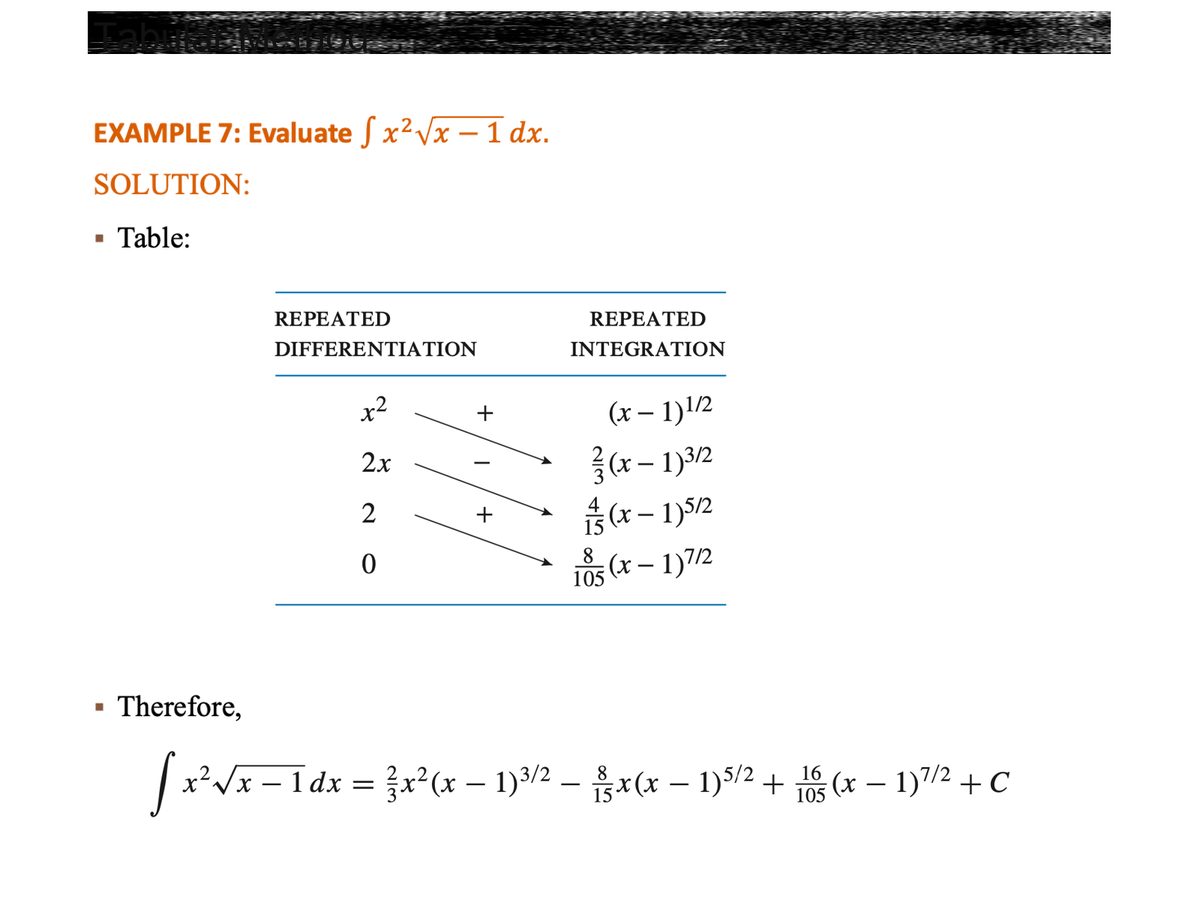 EXAMPLE 7: Evaluate ∫ x²√(x − 1) dx.
SOLUTION:
▪ Table:
REPEATED DIFFERENTIATION    REPEATED INTEGRATION
x²  +  (x – 1)^1/2
2x  –  2/3 (x – 1)^3/2
2  +  4/15 (x – 1)^5/2
0  8/105 (x – 1)^7/2
▪ Therefore,
∫ x²√(x − 1) dx = 2/3 x²(x − 1)^3/2 − 8/15 x(x − 1)^5/2 + 16/105 (x − 1)^7/2 + C